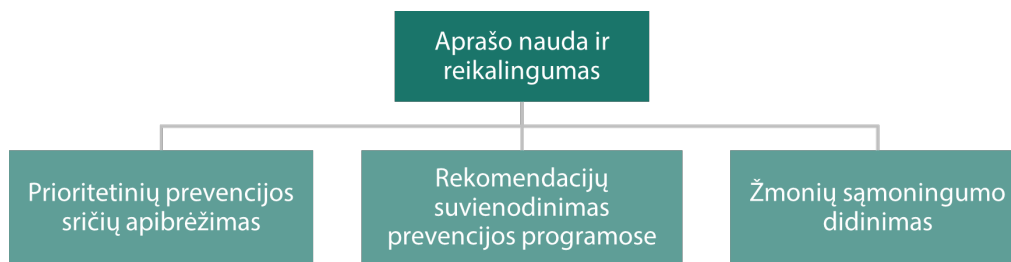 Aprašo nauda ir
reikalingumas
Prioritetinių prevencijos
sričių apibrėžimas
Rekomendacijų
suvienodinimas
prevencijos programose
Žmonių sąmoningumo
didinimas